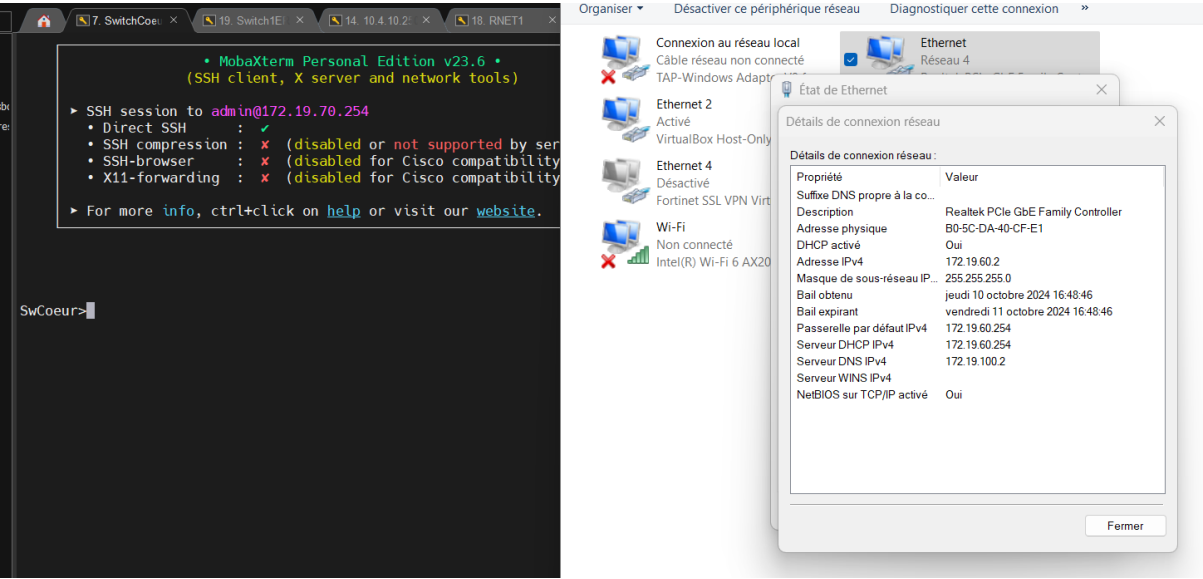 7. SwitchCoeu
19. Switch1E
14. 10.4.10.2
18. RNET1
• MobaXterm Personal Edition v23.6 •
(SSH client, X server and network tools)
► SSH session to admin@172.19.70.254
• Direct SSH : ✔
• SSH compression : ✘ (disabled or not supported by ser
• SSH-browser : ✘ (disabled for Cisco compatibility
• X11-forwarding : ✘ (disabled for Cisco compatibility
► For more info, ctrl+click on help or visit our website.
SwCoeur>
Organiser
Désactiver ce périphérique réseau
Diagnostiquer cette connexion
»
Connexion au réseau local
Câble réseau non connecté
TAP-Windows Adapte
Ethernet
Réseau 4
Ethernet 2
Activé
VirtualBox Host-Only
Ethernet 4
Désactivé
Fortinet SSL VPN Virt
Wi-Fi
Non connecté
Intel(R) Wi-Fi 6 AX20
État de Ethernet
Détails de connexion réseau
Détails de connexion réseau :
Propriété Valeur
Suffixe DNS propre à la co...
Description Realtek PCIe GbE Family Controller
Adresse physique B0-5C-DA-40-CF-E1
DHCP activé Oui
Adresse IPv4 172.19.60.2
Masque de sous-réseau IP... 255.255.255.0
Bail obtenu jeudi 10 octobre 2024 16:48:46
Bail expirant vendredi 11 octobre 2024 16:48:46
Passerelle par défaut IPv4 172.19.60.254
Serveur DHCP IPv4 172.19.60.254
Serveur DNS IPv4 172.19.100.2
Serveur WINS IPv4
NetBIOS sur TCP/IP activé Oui
Fermer